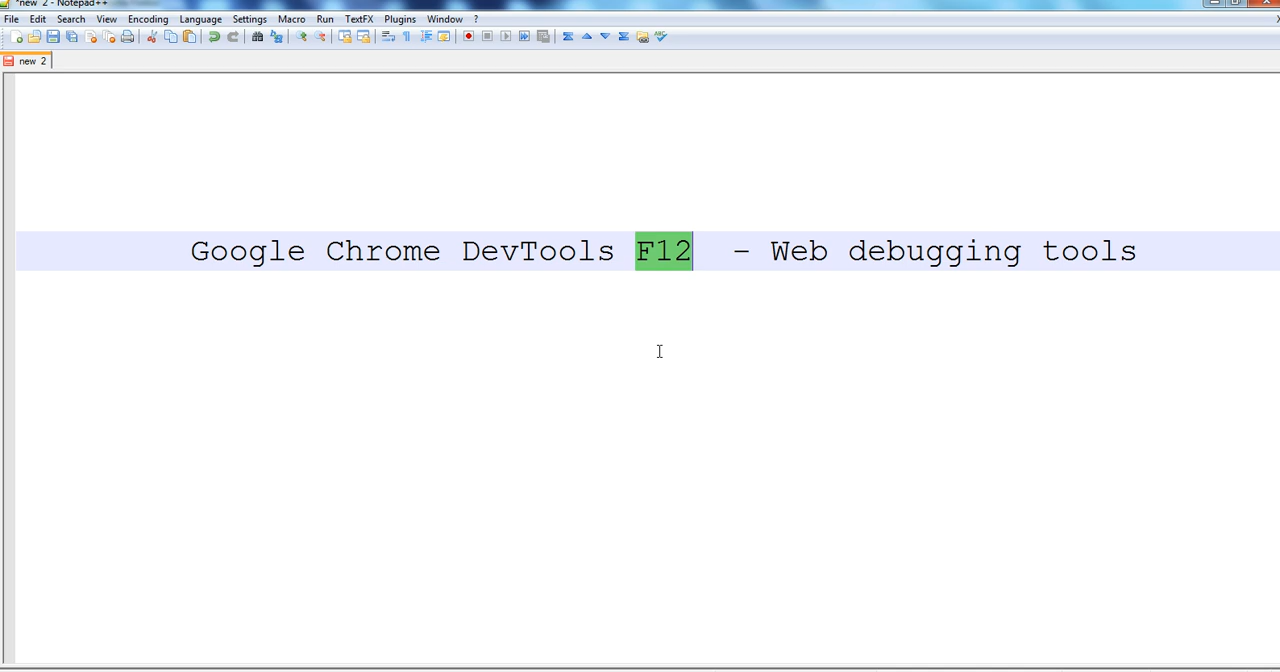 *new 2 - Notepad++
File Edit Search View Encoding Language Settings Macro Run TextFX Plugins Window ?
new 2
Google Chrome DevTools F12 - Web debugging tools